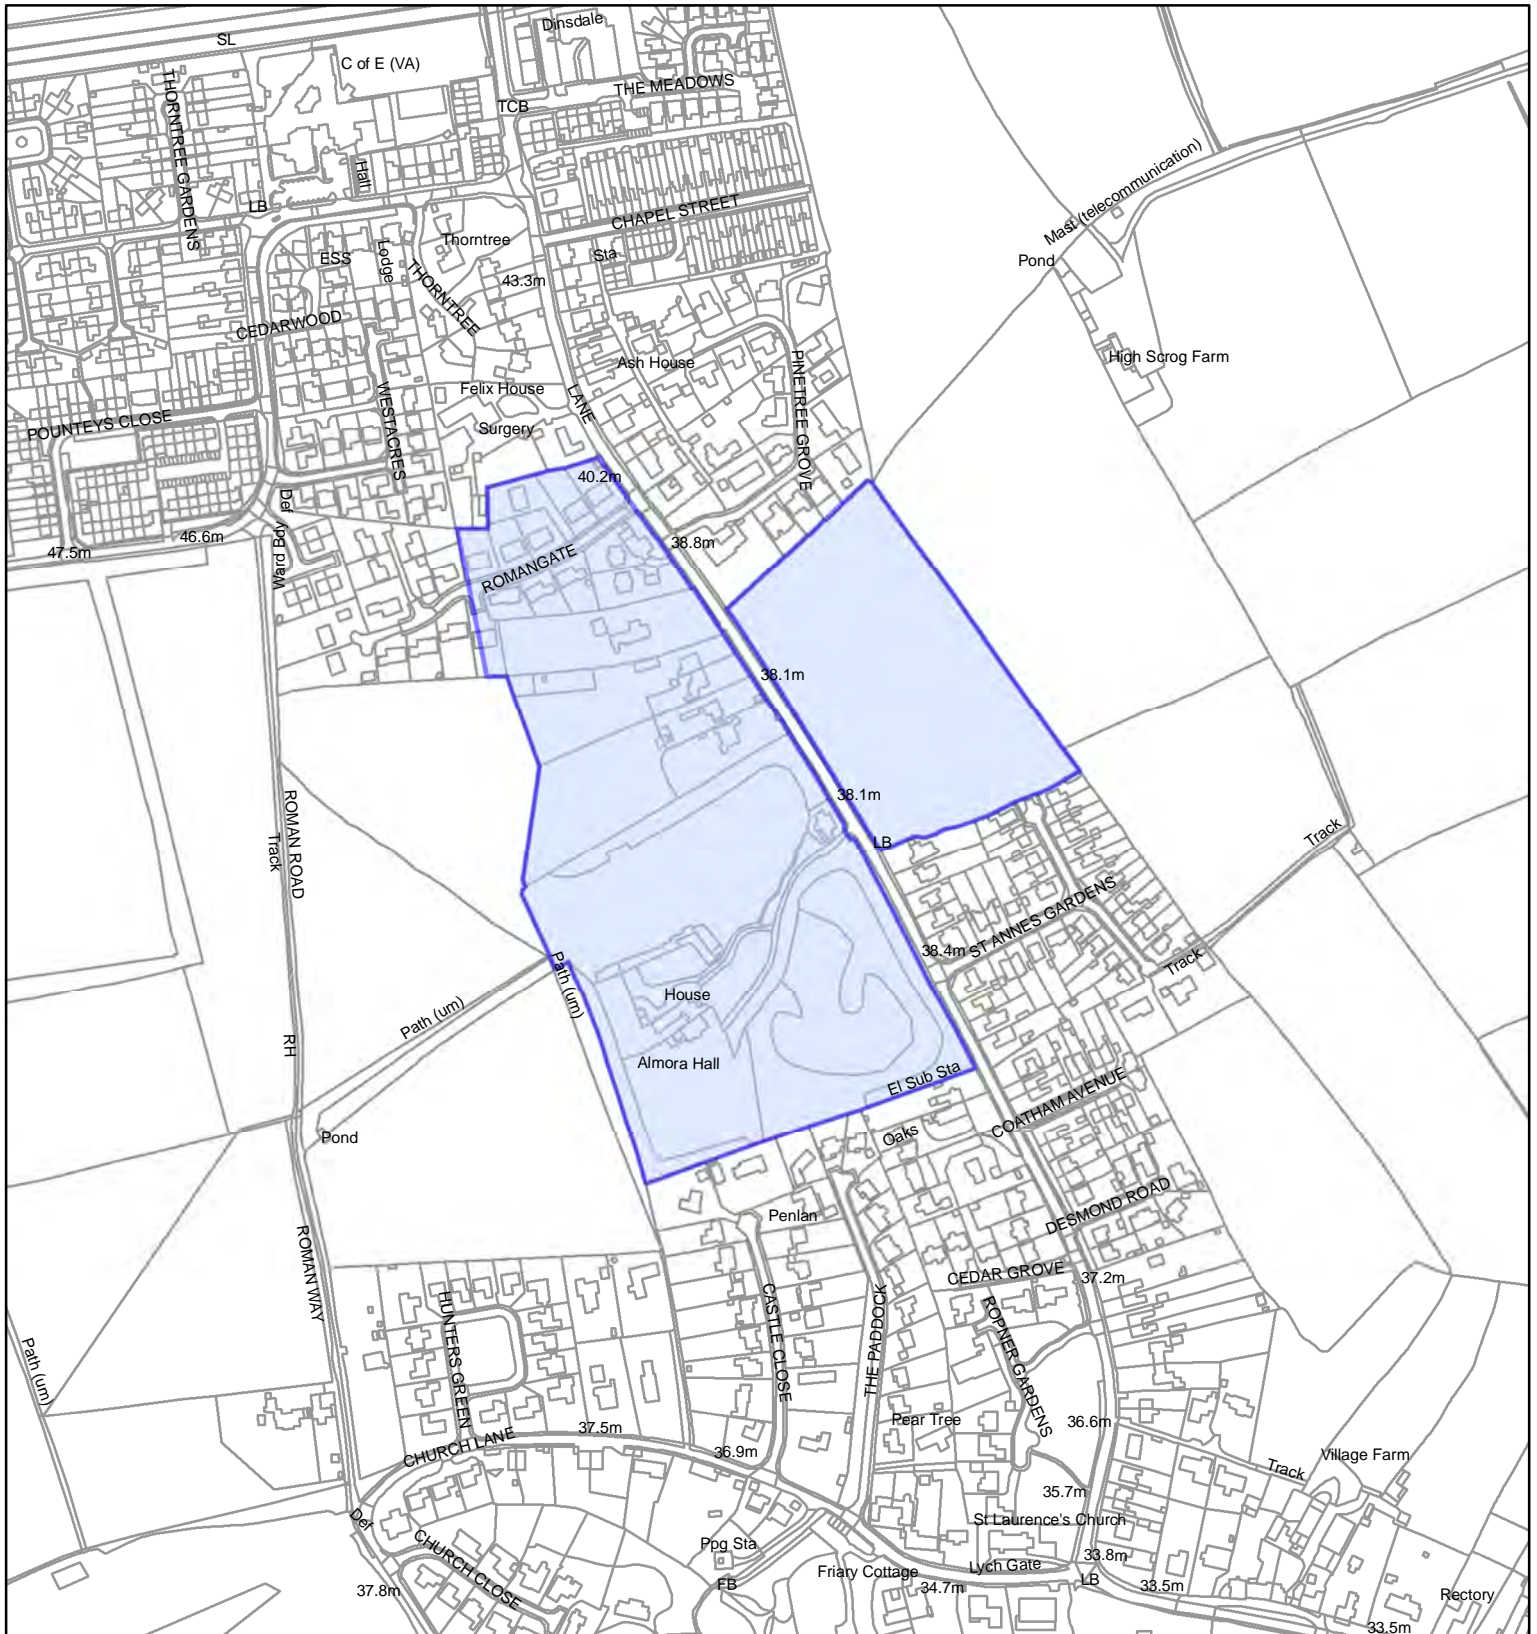 Dinsdale
SL
C of E (VA)
THE MEADOWS
TCB
THORNTREE GARDENS
Hall
Mast (telecommunication)
LB
CHAPEL STREET
Thorntree
ESS
Lodge
Sta
Pond
43.3m
THORNTREE
CEDARWOOD
Ash House
High Scrog Farm
PINETREE GROVE
Felix House
LANE
WESTACRES
POUNTEYS CLOSE
Surgery
40.2m
Def
Ward Bdy
46.6m
47.5m
38.8m
ROMANGATE
38.1m
38.1m
ROMAN ROAD
Track
LB
Track
ST ANNES GARDENS
38.4m
Track
Path (um)
House
Path (um)
RH
Almora Hall
El Sub Sta
COATHAM AVENUE
Pond
Oaks
Penlan
DESMOND ROAD
ROMAN WAY
CEDAR GROVE
37.2m
HUNTERS GREEN
CASTLE CLOSE
THE PADDOCK
ROPNER GARDENS
Path (um)
Pear Tree
36.6m
37.5m
CHURCH LANE
36.9m
Village Farm
Track
35.7m
Def
St Laurence's Church
CHURCH CLOSE
Ppg Sta
33.8m
Lych Gate
Friary Cottage
FB
34.7m
LB
33.5m
37.8m
Rectory
33.5m